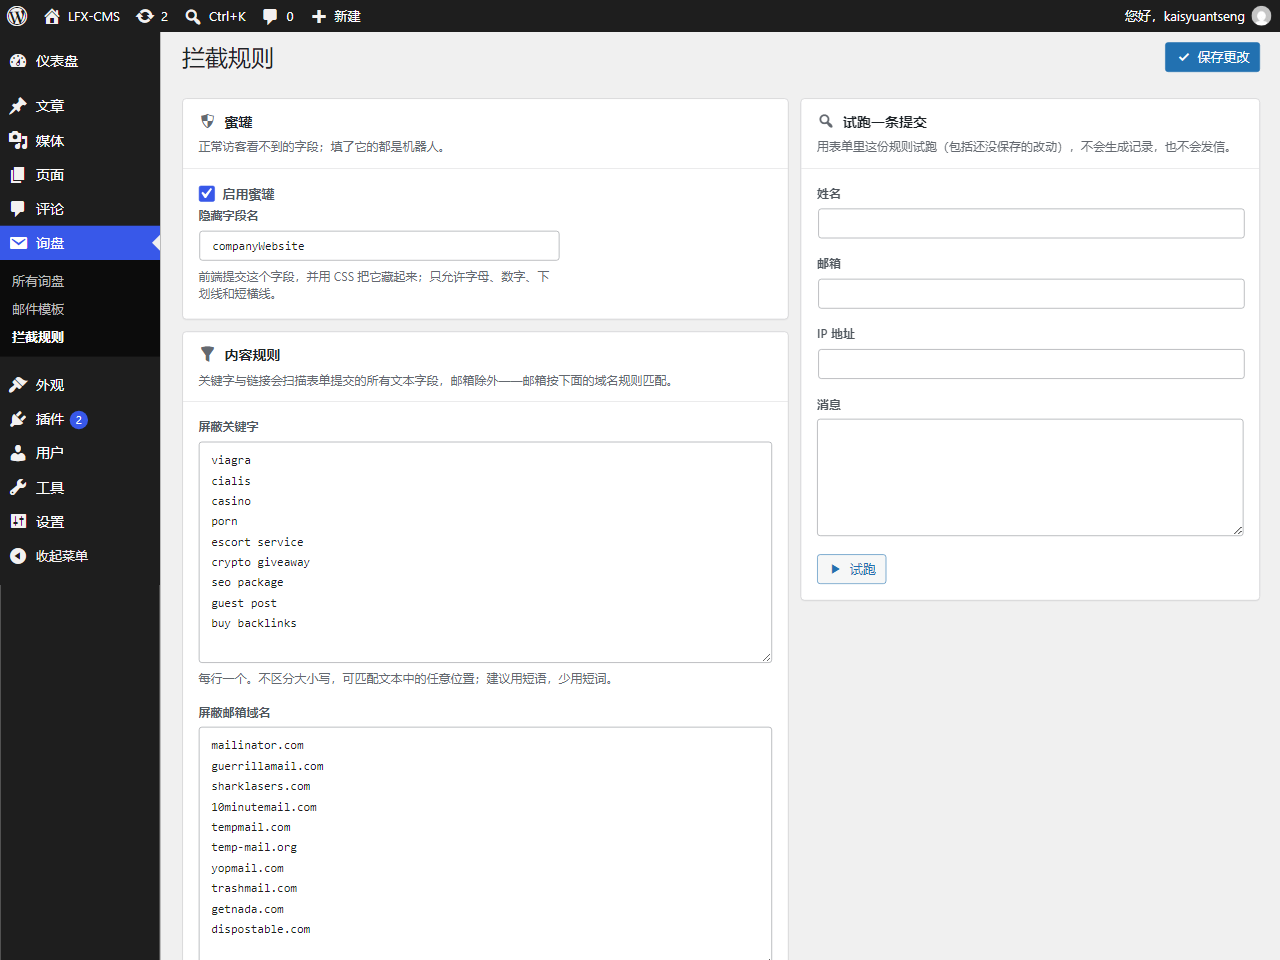 LFX-CMS 2 Ctrl+K 0 新建 您好，kaisyuantseng
仪表盘
文章
媒体
页面
评论
询盘
所有询盘
邮件模板
拦截规则
外观
插件 2
用户
工具
设置
收起菜单
拦截规则
保存更改
蜜罐
正常访客看不到的字段；填了它的都是机器人。
启用蜜罐
隐藏字段名
companyWebsite
前端提交这个字段，并用 CSS 把它藏起来；只允许字母、数字、下
划线和短横线。
内容规则
关键字与链接会扫描表单提交的所有文本字段，邮箱除外——邮箱按下面的域名规则匹配。
屏蔽关键字
viagra
cialis
casino
porn
escort service
crypto giveaway
seo package
guest post
buy backlinks
每行一个。不区分大小写，可匹配文本中的任意位置；建议用短语，少用短词。
屏蔽邮箱域名
mailinator.com
guerrillamail.com
sharklasers.com
10minutemail.com
tempmail.com
temp-mail.org
yopmail.com
trashmail.com
getnada.com
dispostable.com
试跑一条提交
用表单里这份规则试跑（包括还没保存的改动），不会生成记录，也不会发信。
姓名
邮箱
IP 地址
消息
试跑